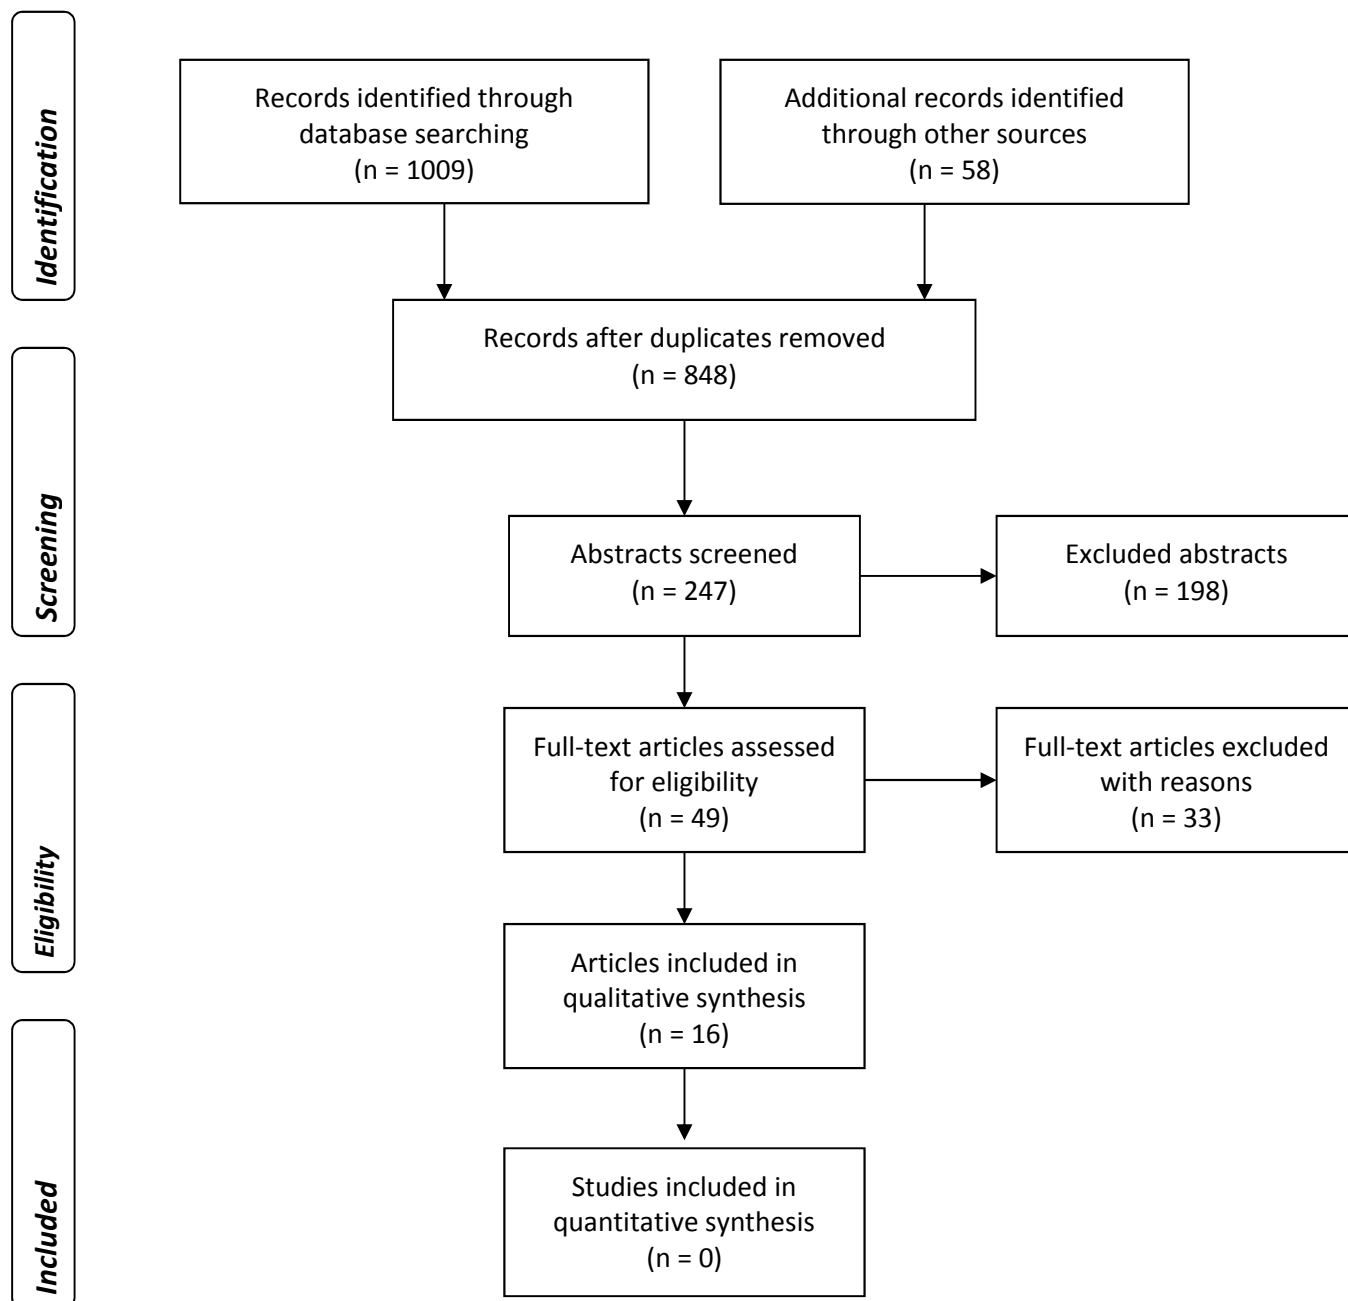 Identification
Records identified through
database searching
(n = 1009)
Additional records identified
through other sources
(n = 58)
Records after duplicates removed
(n = 848)
Screening
Abstracts screened
(n = 247)
Excluded abstracts
(n = 198)
Eligibility
Full-text articles assessed
for eligibility
(n = 49)
Full-text articles excluded
with reasons
(n = 33)
Articles included in
qualitative synthesis
(n = 16)
Included
Studies included in
quantitative synthesis
(n = 0)